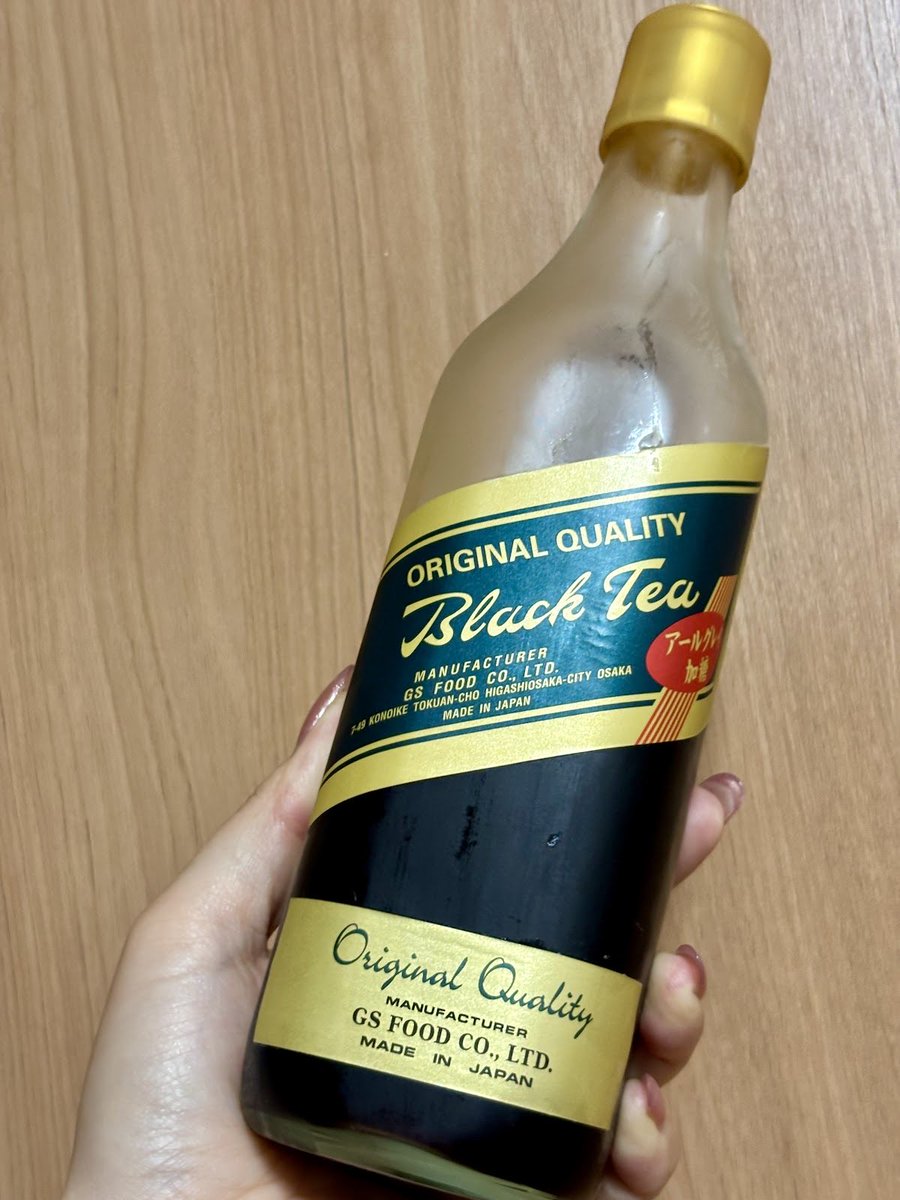 ORIGINAL QUALITY
Black Tea
MANUFACTURER
GS FOOD CO., LTD.
7-49 KONOIKE TOKUAN-CHO HIGASHIOSAKA-CITY OSAKA
MADE IN JAPAN
アールグレイ
加糖
Original Quality
MANUFACTURER
GS FOOD CO., LTD.
MADE IN JAPAN